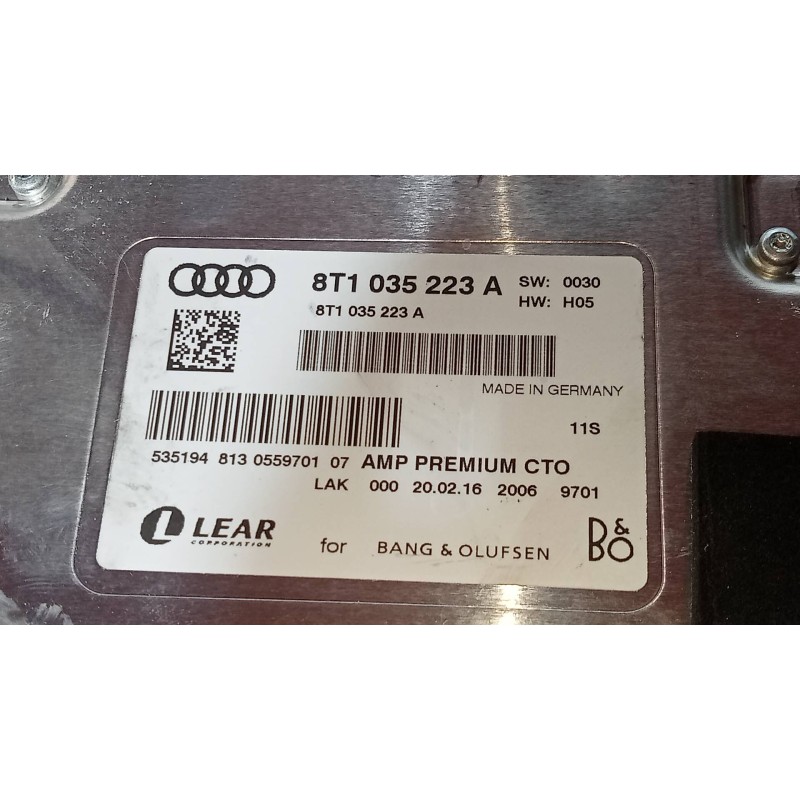 8T1 035 223 A SW: 0030
8T1 035 223 A HW: H05
MADE IN GERMANY
11S
535194 813 0559701 07 AMP PREMIUM CTO
LAK 000 20.02.16 2006 9701
LEAR
CORPORATION
for BANG & OLUFSEN B&O